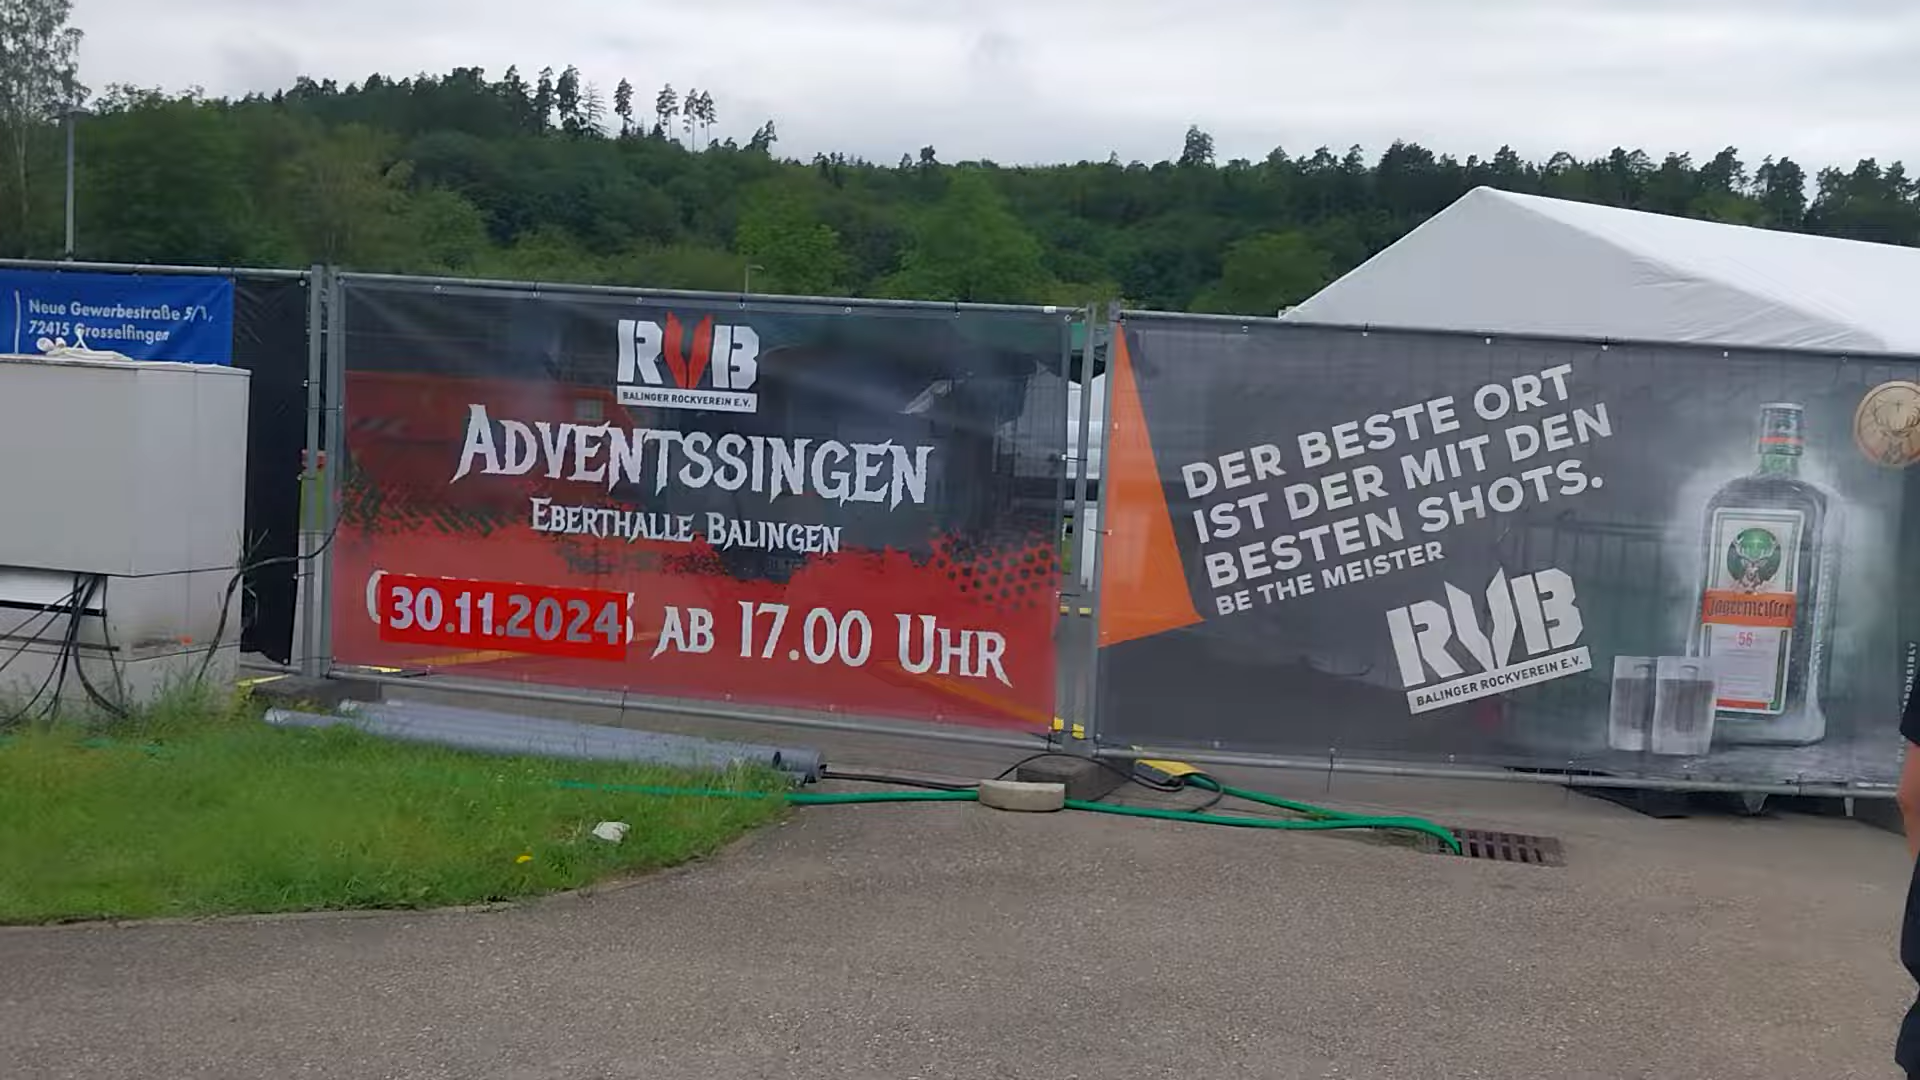 Neue Gewerbestraße 5/1,
72415 Grosselfingen
RVB
BALINGER ROCKVEREIN E.V.
ADVENTSSINGEN
EBERTHALLE BALINGEN
30.11.2024 AB 17.00 UHR
DER BESTE ORT
IST DER MIT DEN
BESTEN SHOTS.
BE THE MEISTER
RVB
BALINGER ROCKVEREIN E.V.
Jägermeister
56